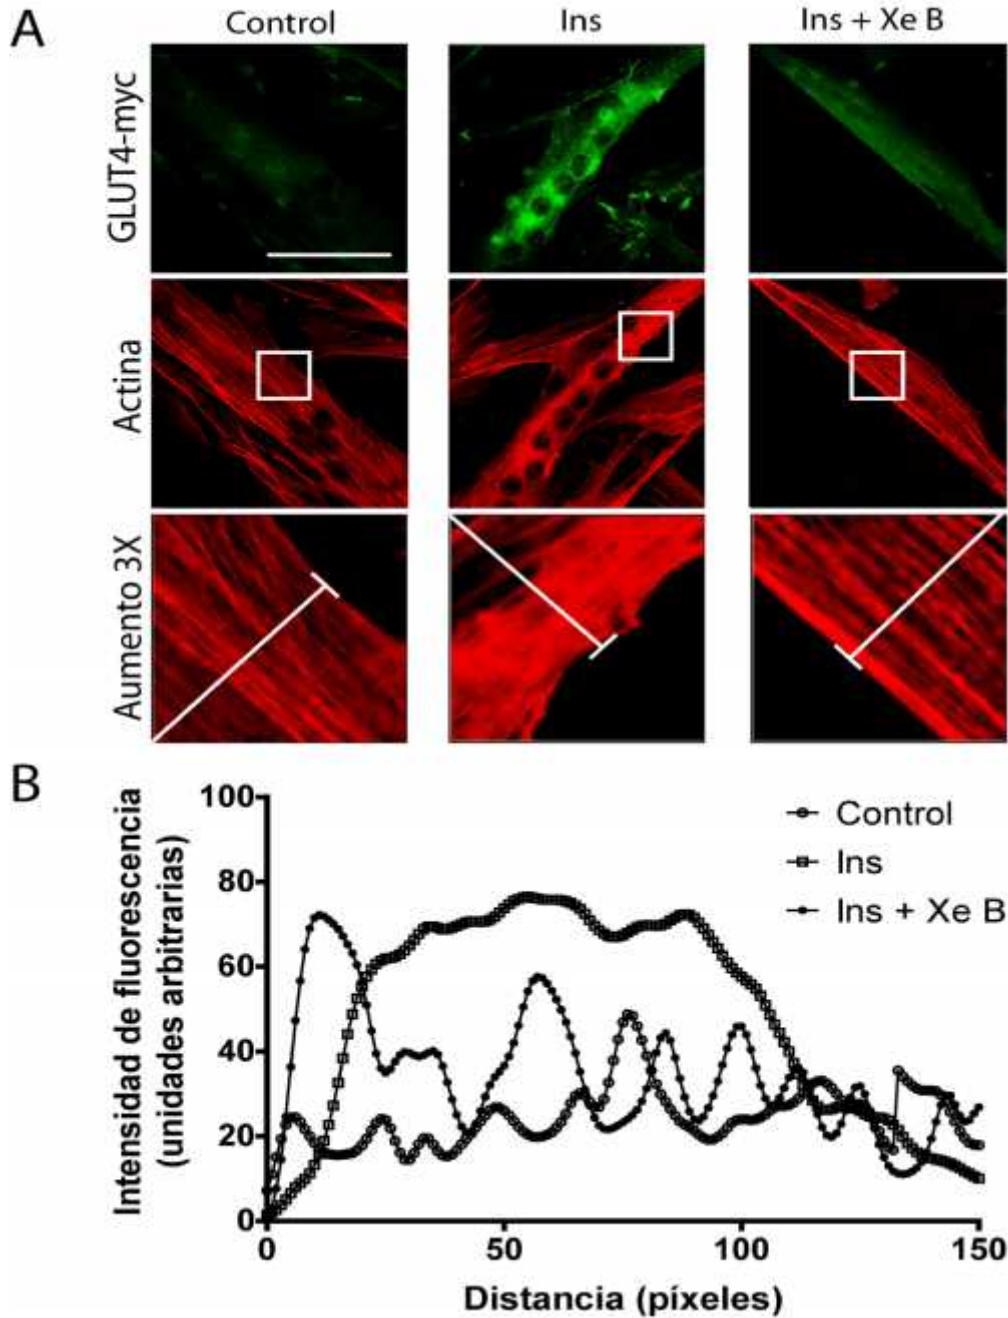 A
Control
Ins
Ins + Xe B
GLUT4-myc
Actina
Aumento 3X
B
Intensidad de fluorescencia
(unidades arbitrarias)
100
80
60
40
20
0
0
50
100
150
Distancia (píxeles)
Control
Ins
Ins + Xe B